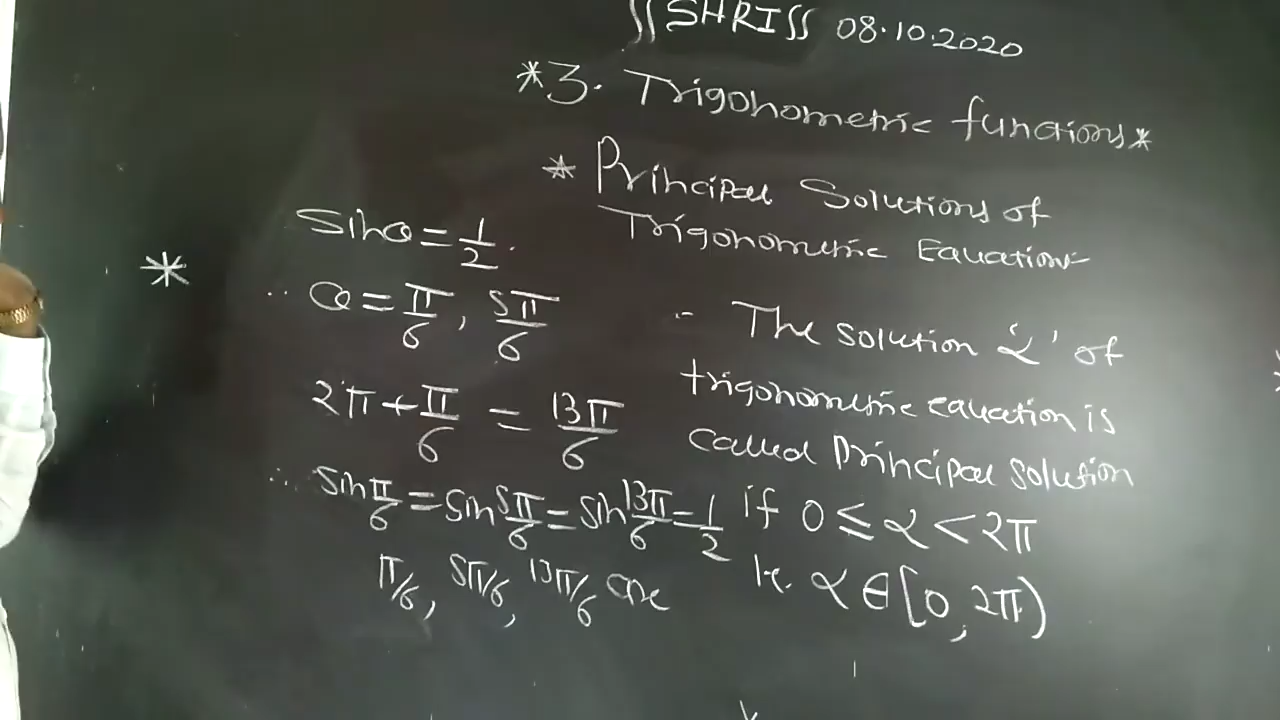 SHRI 08.10.2020
*3. Trigonometric functions*
* Principal Solutions of
Trigonometric Equation-
* sinθ = 1/2.
∴ θ = π/6, 5π/6
2π + π/6 = 13π/6
∴ sin π/6 = sin 5π/6 = sin 13π/6 = 1/2
π/6, 5π/6, 13π/6 are
- The solution 'α' of
trigonometric equation is
called Principal solution
if 0 ≤ α < 2π
ie. α ∈ [0, 2π)